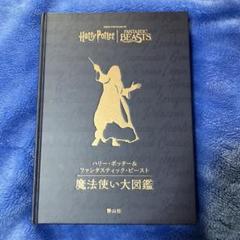 Harry Potter
FANTASTIC
BEASTS
ハリー・ポッター&
ファンタスティック・ビースト
魔法使い大図鑑
静山社